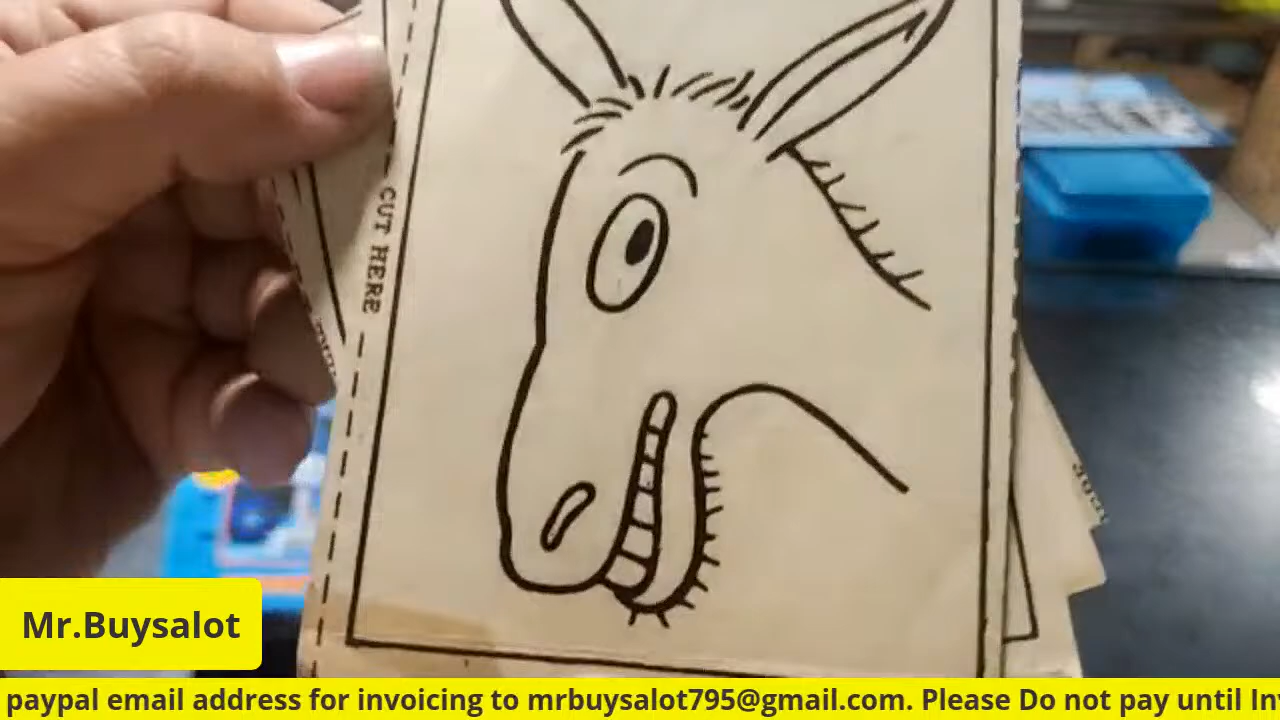 CUT HERE
Mr.Buysalot
paypal email address for invoicing to mrbuysalot795@gmail.com. Please Do not pay until In